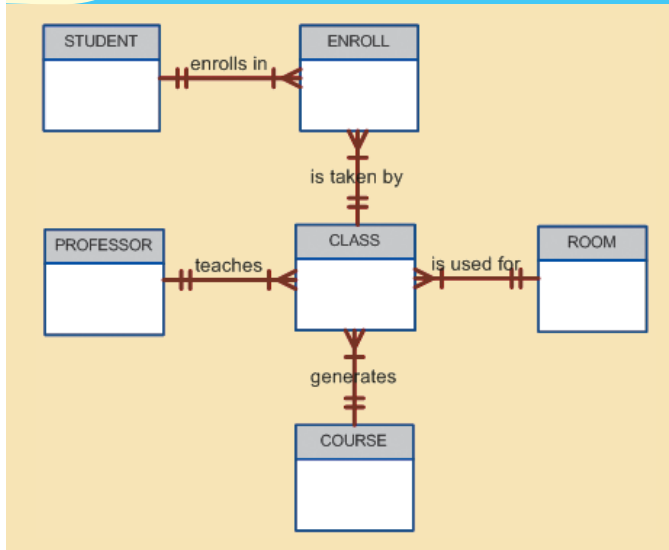 STUDENT
ENROLL
enrolls in
is taken by
PROFESSOR
teaches
CLASS
is used for
ROOM
generates
COURSE